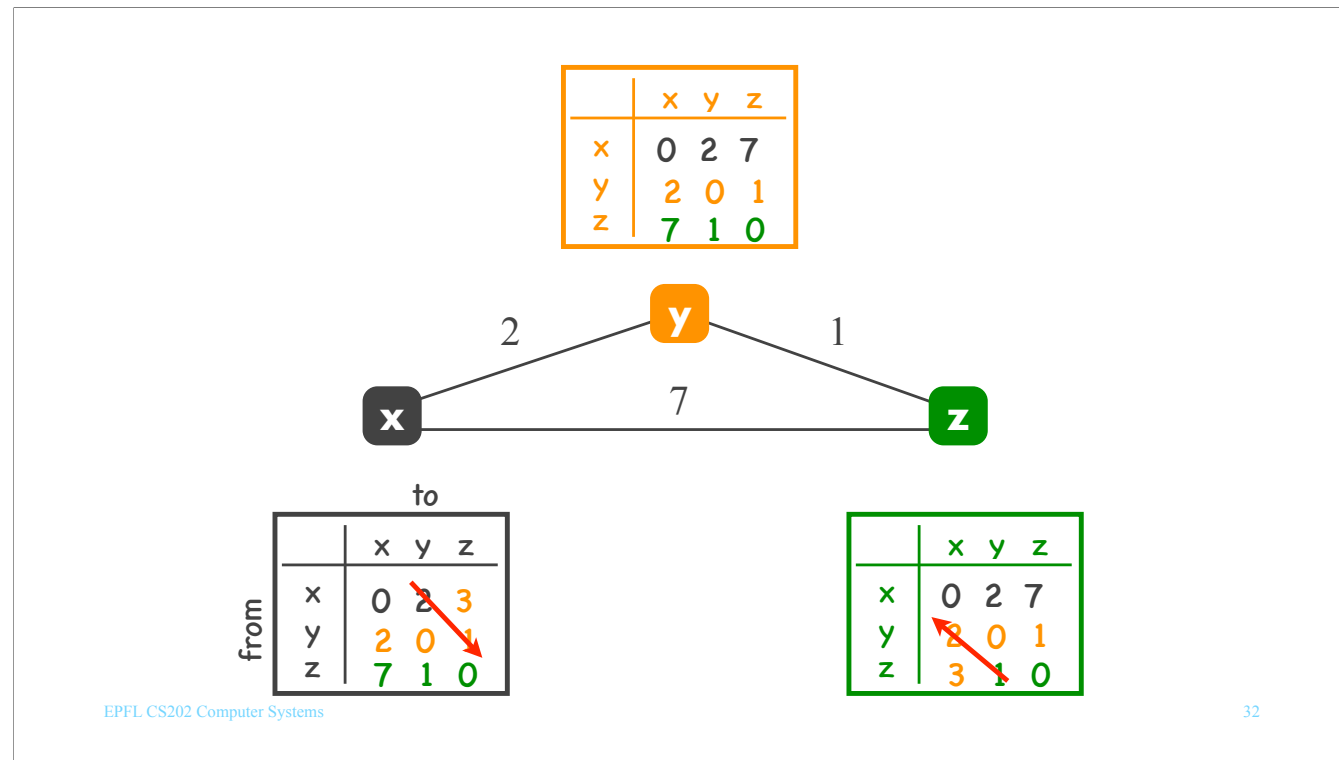 x y z
x 0 2 7
y 2 0 1
z 7 1 0
y
2 1
7
x z
to
from
x y z
x 0 2 3
y 2 0 1
z 7 1 0
x y z
x 0 2 7
y 2 0 1
z 3 1 0
EPFL CS202 Computer Systems 32